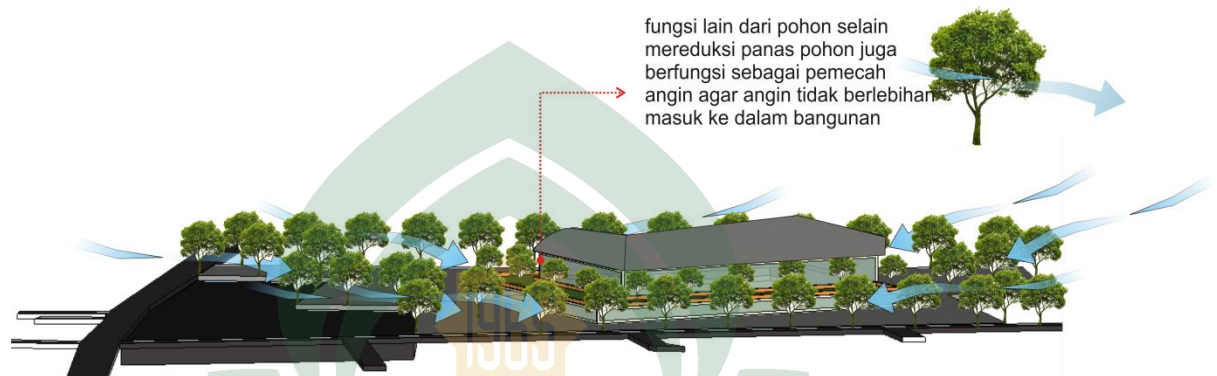 fungsi lain dari pohon selain
mereduksi panas pohon juga
berfungsi sebagai pemecah
angin agar angin tidak berlebihan
masuk ke dalam bangunan
1965